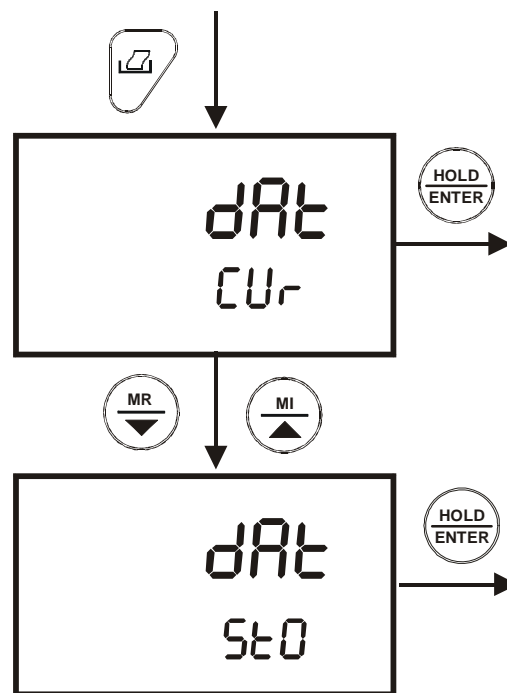 HOLD
ENTER
dAt
CUr
MR
MI
HOLD
ENTER
dAt
StO